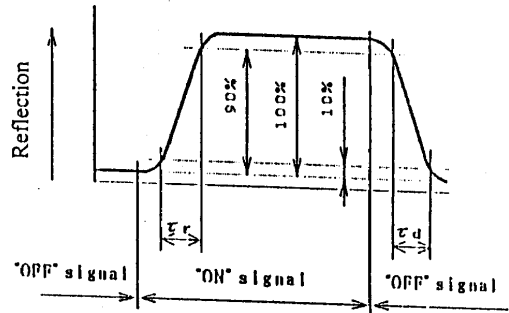 Reflection
90%
100%
10%
τr
τd
"OFF" signal
"ON" signal
"OFF" signal